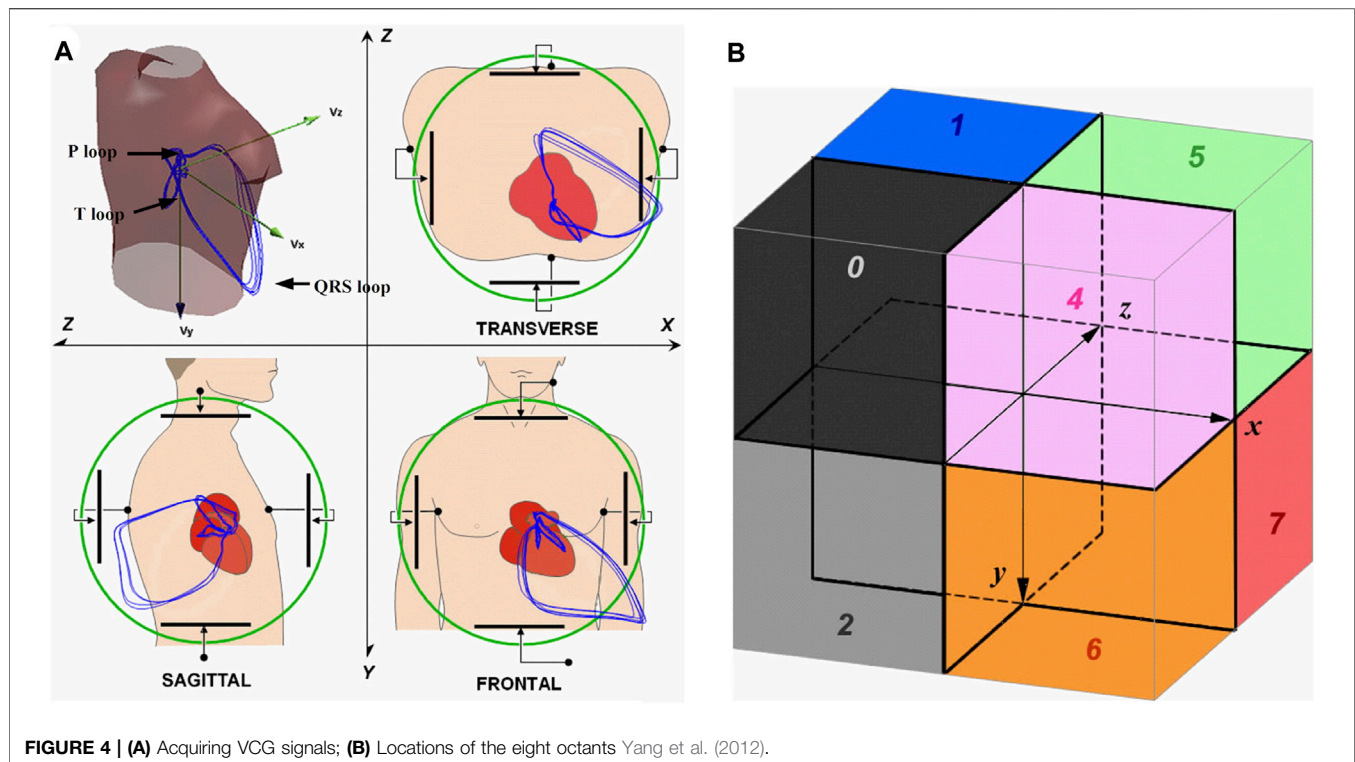 A
Z
P loop
T loop
Vz
Vx
QRS loop
Vy
TRANSVERSE
Z
X
SAGITTAL
Y
FRONTAL
B
1
5
0
4
z
x
7
y
2
6
FIGURE 4 | (A) Acquiring VCG signals; (B) Locations of the eight octants Yang et al. (2012).